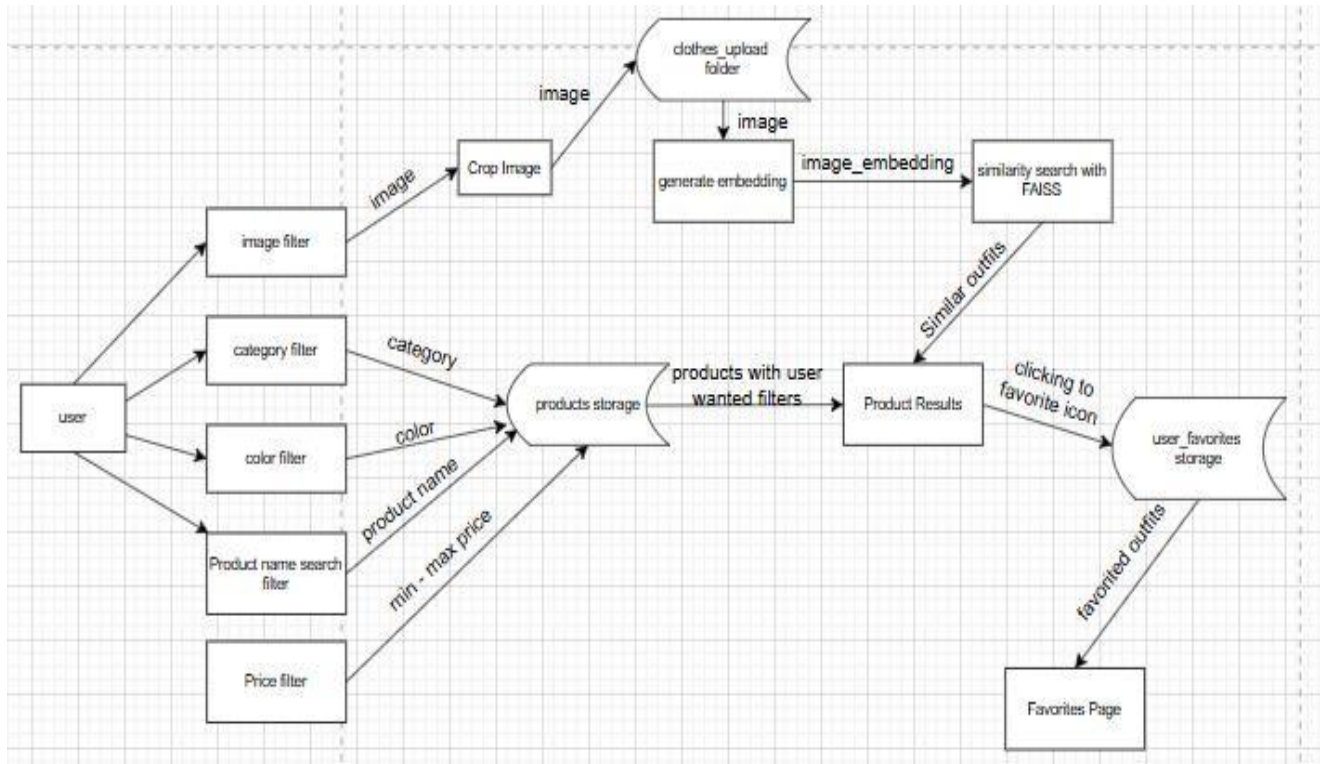 clothes_upload
folder
image
image
Crop Image
generate embedding
image_embedding
similarity search with
FAISS
image
image filter
Similar outfits
category filter
category
user
products storage
products with user
wanted filters
Product Results
clicking to
favorite icon
user_favorites
storage
color filter
color
product name
Product name search
filter
min - max price
favorited outfits
Price filter
Favorites Page